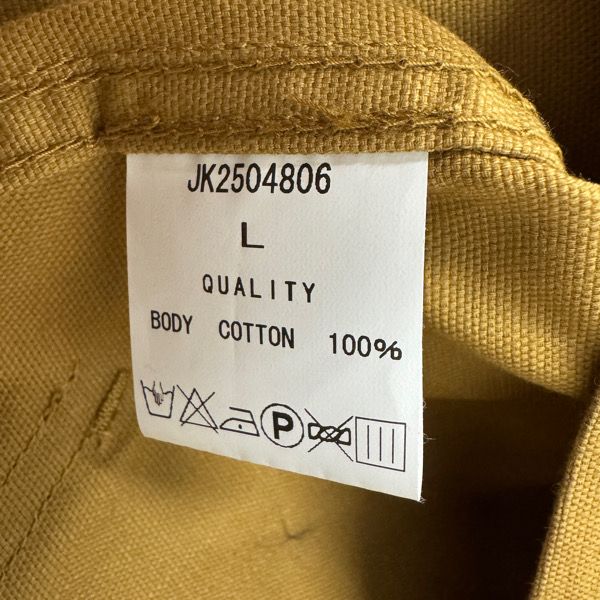 JK2504806
L
QUALITY
BODY COTTON 100%
P